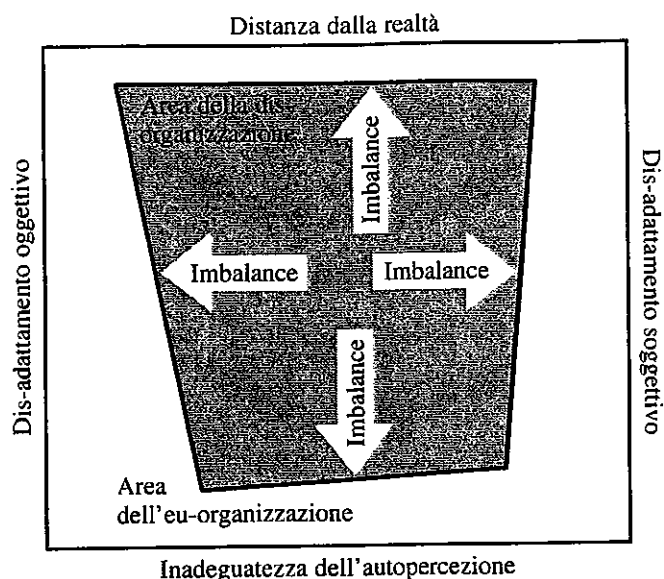 Distanza dalla realtà
Area della dis-
organizzazione
Imbalance
Dis-adattamento oggettivo
Imbalance
Imbalance
Dis-adattamento soggettivo
Imbalance
Area
dell'eu-organizzazione
Inadeguatezza dell'autopercezione